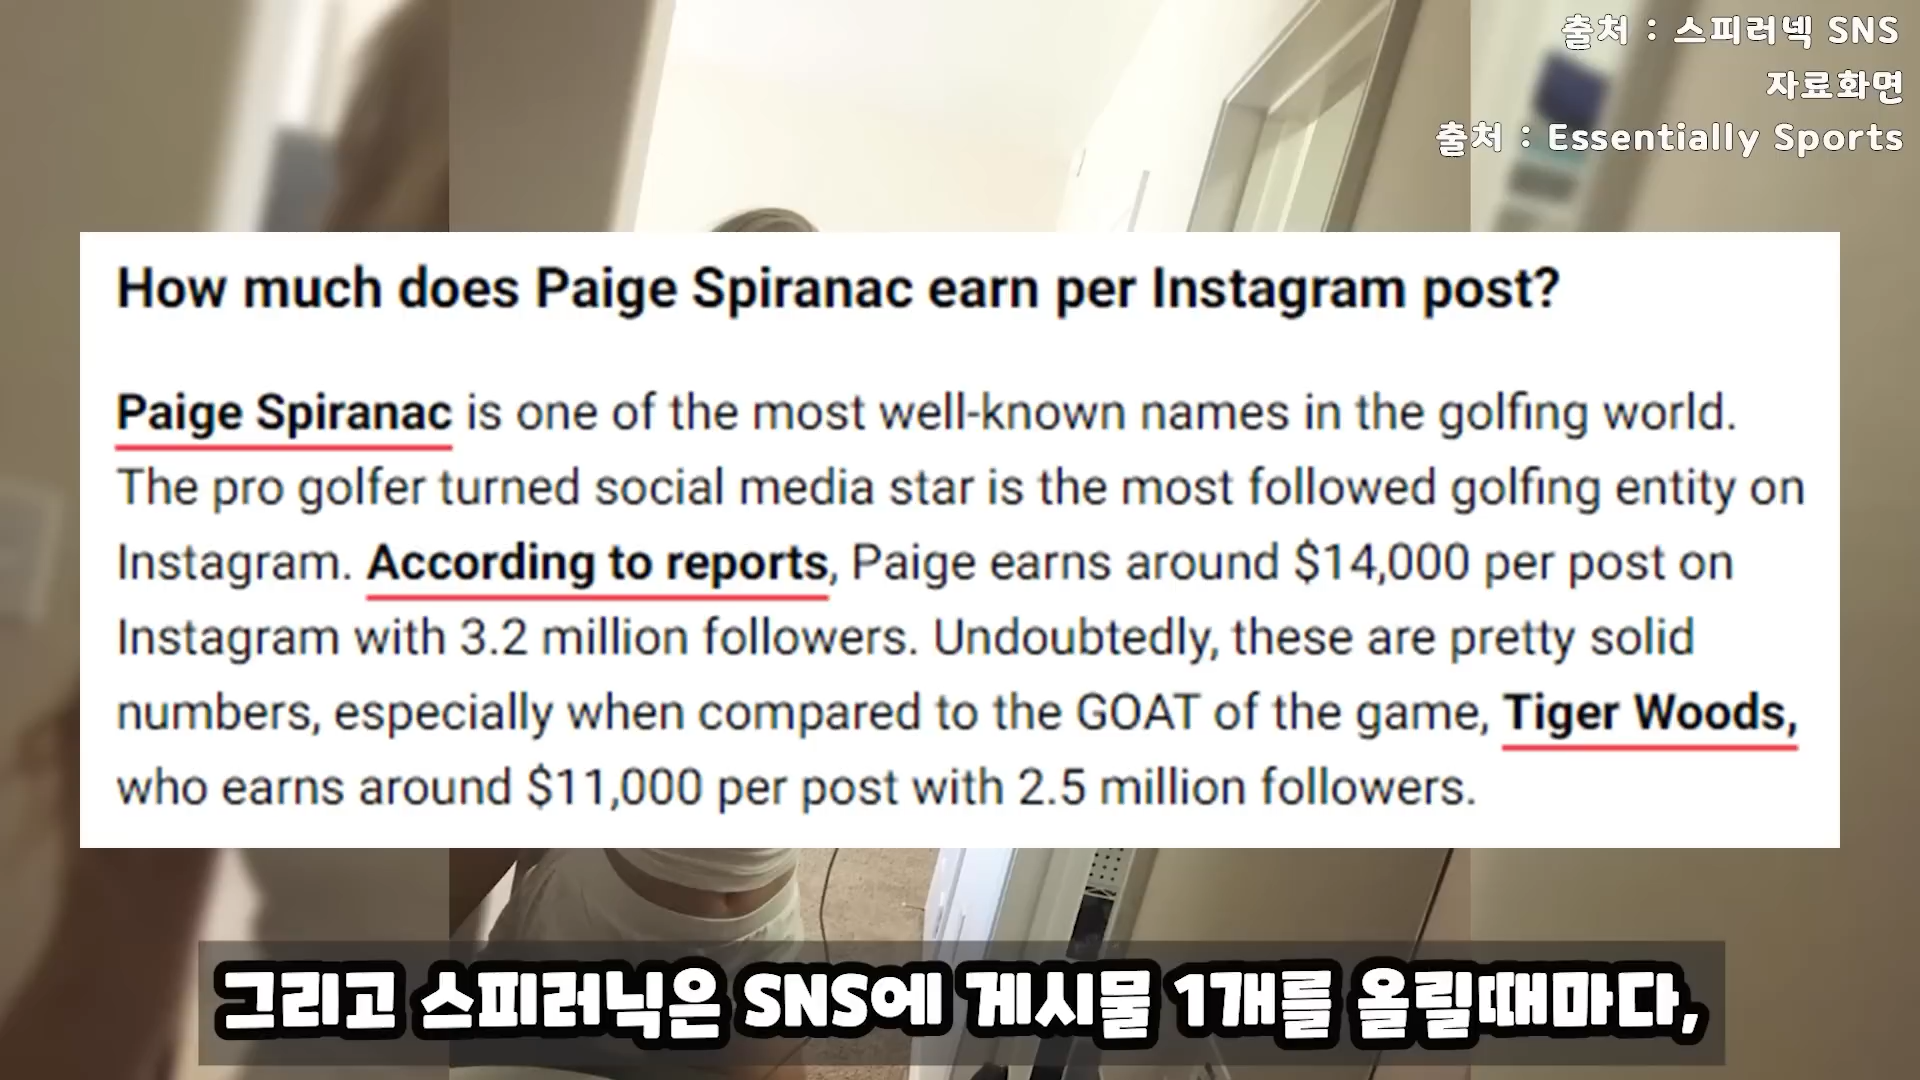 출처 : 스피러넥 SNS
자료화면
출처 : Essentially Sports
How much does Paige Spiranac earn per Instagram post?
Paige Spiranac is one of the most well-known names in the golfing world.
The pro golfer turned social media star is the most followed golfing entity on
Instagram. According to reports, Paige earns around $14,000 per post on
Instagram with 3.2 million followers. Undoubtedly, these are pretty solid
numbers, especially when compared to the GOAT of the game, Tiger Woods,
who earns around $11,000 per post with 2.5 million followers.
그리고 스피러닉은 SNS에 게시물 1개를 올릴때마다,